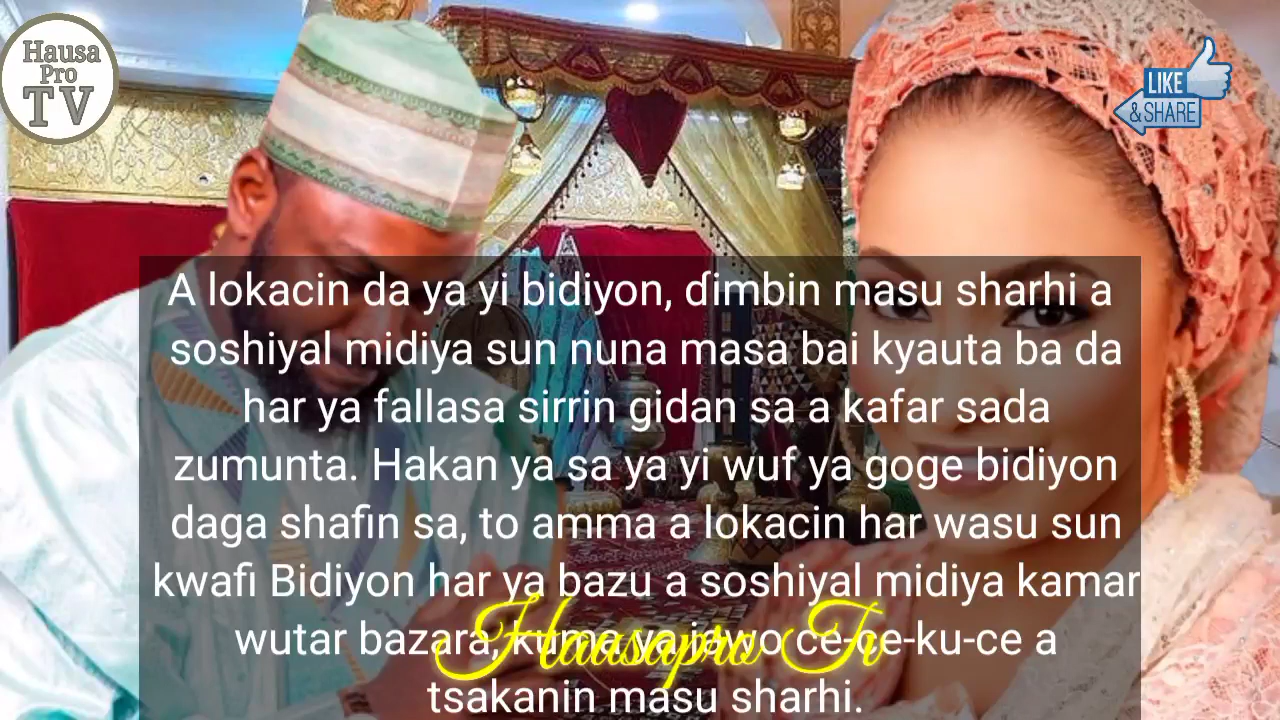 Hausa
Pro
TV
LIKE
& SHARE
A lokacin da ya yi bidiyon, ɗimbin masu sharhi a
soshiyal midiya sun nuna masa bai kyauta ba da
har ya fallasa sirrin gidan sa a kafar sada
zumunta. Hakan ya sa ya yi wuf ya goge bidiyon
daga shafin sa, to amma a lokacin har wasu sun
kwafi Bidiyon har ya bazu a soshiyal midiya kamar
wutar bazara, kuma ya jawo ce-ce-ku-ce a
Hausapro Tv
tsakanin masu sharhi.